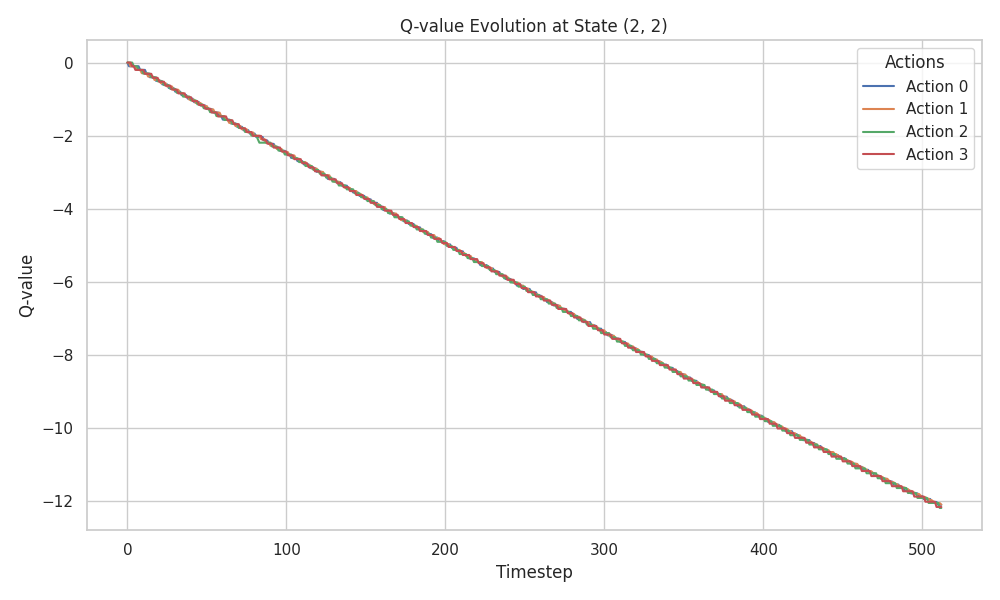 Q-value Evolution at State (2, 2)
Actions
Action 0
Action 1
Action 2
Action 3
Q-value
0
−2
−4
−6
−8
−10
−12
0 100 200 300 400 500
Timestep